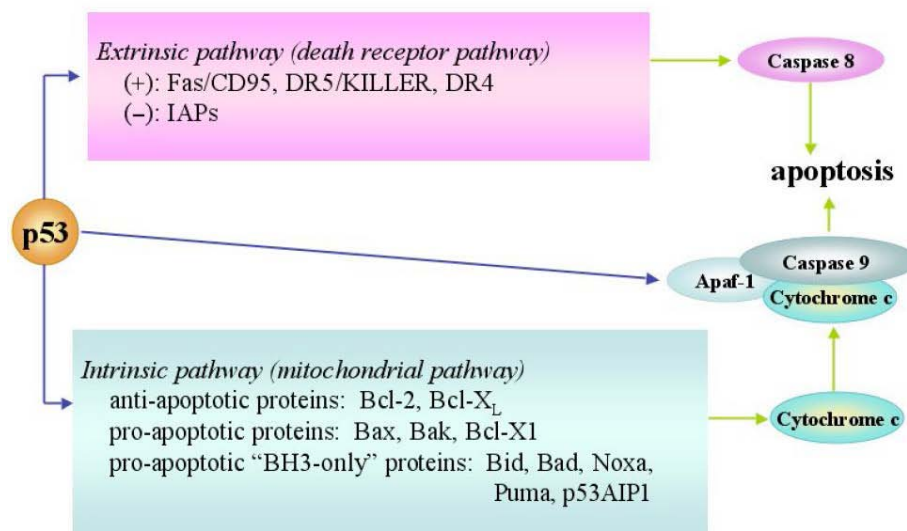 Extrinsic pathway (death receptor pathway)
(+): Fas/CD95, DR5/KILLER, DR4
(–): IAPs
Caspase 8
apoptosis
p53
Caspase 9
Apaf-1
Cytochrome c
Intrinsic pathway (mitochondrial pathway)
anti-apoptotic proteins: Bcl-2, Bcl-XL
pro-apoptotic proteins: Bax, Bak, Bcl-X1
pro-apoptotic “BH3-only” proteins: Bid, Bad, Noxa,
Puma, p53AIP1
Cytochrome c